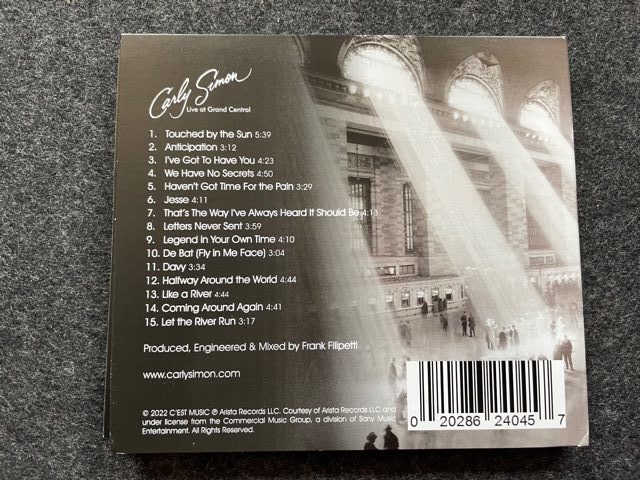 Carly Simon
Live at Grand Central
1. Touched by the Sun 5:39
2. Anticipation 3:12
3. I've Got To Have You 4:23
4. We Have No Secrets 4:50
5. Haven't Got Time For the Pain 3:29
6. Jesse 4:11
7. That's The Way I've Always Heard It Should Be 4:13
8. Letters Never Sent 3:59
9. Legend in Your Own Time 4:10
10. De Bat (Fly in Me Face) 3:04
11. Davy 3:34
12. Halfway Around the World 4:44
13. Like a River 4:44
14. Coming Around Again 4:41
15. Let the River Run 3:17
Produced, Engineered & Mixed by Frank Filipetti
www.carlysimon.com
© 2022 C'EST MUSIC ℗ Arista Records LLC. Courtesy of Arista Records LLC and
under license from the Commercial Music Group, a division of Sony Music
Entertainment. All Rights Reserved.
0 20286 24045 7